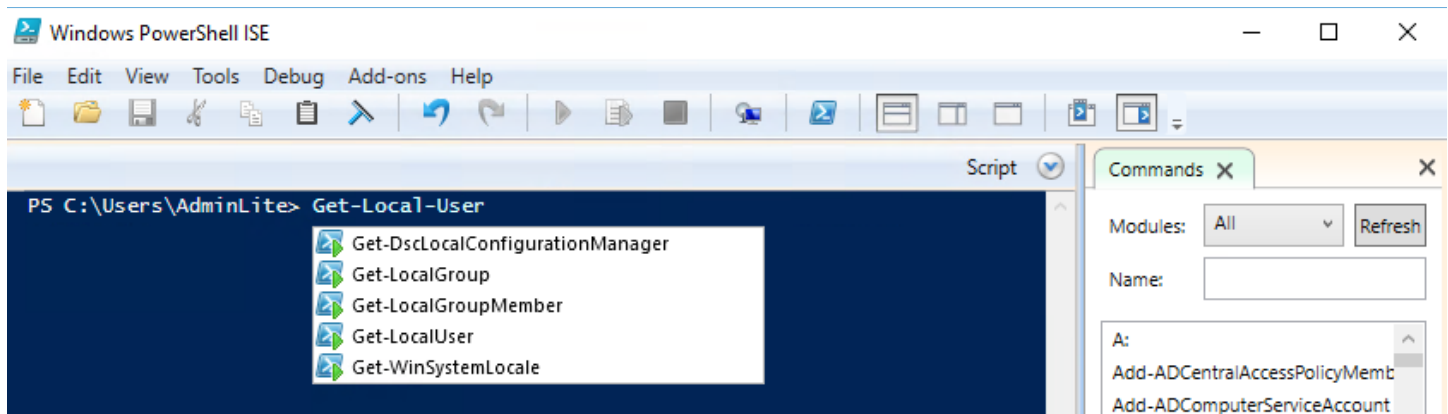 Windows PowerShell ISE
File Edit View Tools Debug Add-ons Help
Script
Commands
PS C:\Users\AdminLite> Get-Local-User
Get-DscLocalConfigurationManager
Get-LocalGroup
Get-LocalGroupMember
Get-LocalUser
Get-WinSystemLocale
Modules: All Refresh
Name:
A:
Add-ADCentralAccessPolicyMemb
Add-ADComputerServiceAccount